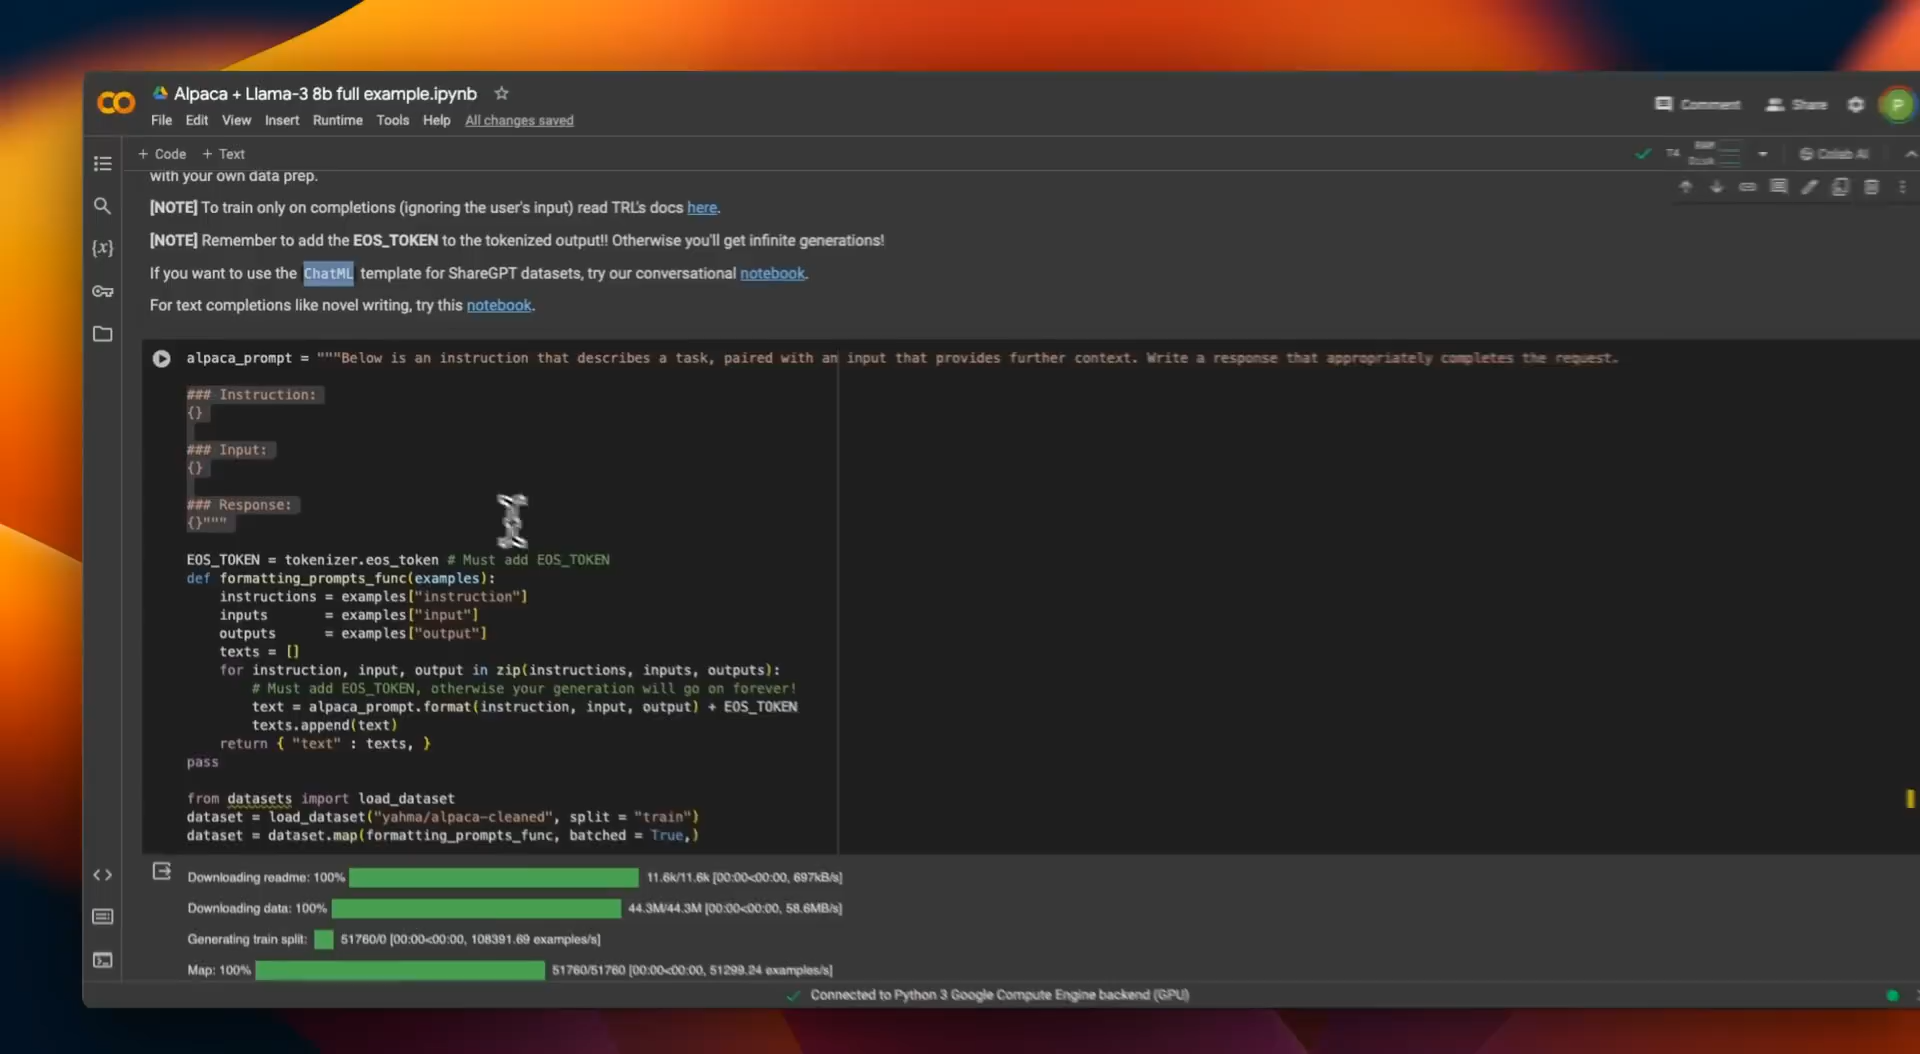 Alpaca + Llama-3 8b full example.ipynb
Comment Share P
File Edit View Insert Runtime Tools Help All changes saved
+ Code + Text
T4 RAM Disk Colab AI
with your own data prep.
[NOTE] To train only on completions (ignoring the user's input) read TRL's docs here.
[NOTE] Remember to add the EOS_TOKEN to the tokenized output!! Otherwise you'll get infinite generations!
If you want to use the ChatML template for ShareGPT datasets, try our conversational notebook.
For text completions like novel writing, try this notebook.
alpaca_prompt = """Below is an instruction that describes a task, paired with an input that provides further context. Write a response that appropriately completes the request.
### Instruction:
{}
### Input:
{}
### Response:
{}"""
EOS_TOKEN = tokenizer.eos_token # Must add EOS_TOKEN
def formatting_prompts_func(examples):
    instructions = examples["instruction"]
    inputs       = examples["input"]
    outputs      = examples["output"]
    texts = []
    for instruction, input, output in zip(instructions, inputs, outputs):
        # Must add EOS_TOKEN, otherwise your generation will go on forever!
        text = alpaca_prompt.format(instruction, input, output) + EOS_TOKEN
        texts.append(text)
    return { "text" : texts, }
pass
from datasets import load_dataset
dataset = load_dataset("yahma/alpaca-cleaned", split = "train")
dataset = dataset.map(formatting_prompts_func, batched = True,)
Downloading readme: 100% 11.6k/11.6k [00:00<00:00, 697kB/s]
Downloading data: 100% 44.3M/44.3M [00:00<00:00, 58.6MB/s]
Generating train split: 51760/0 [00:00<00:00, 108391.69 examples/s]
Map: 100% 51760/51760 [00:00<00:00, 51299.24 examples/s]
Connected to Python 3 Google Compute Engine backend (GPU)